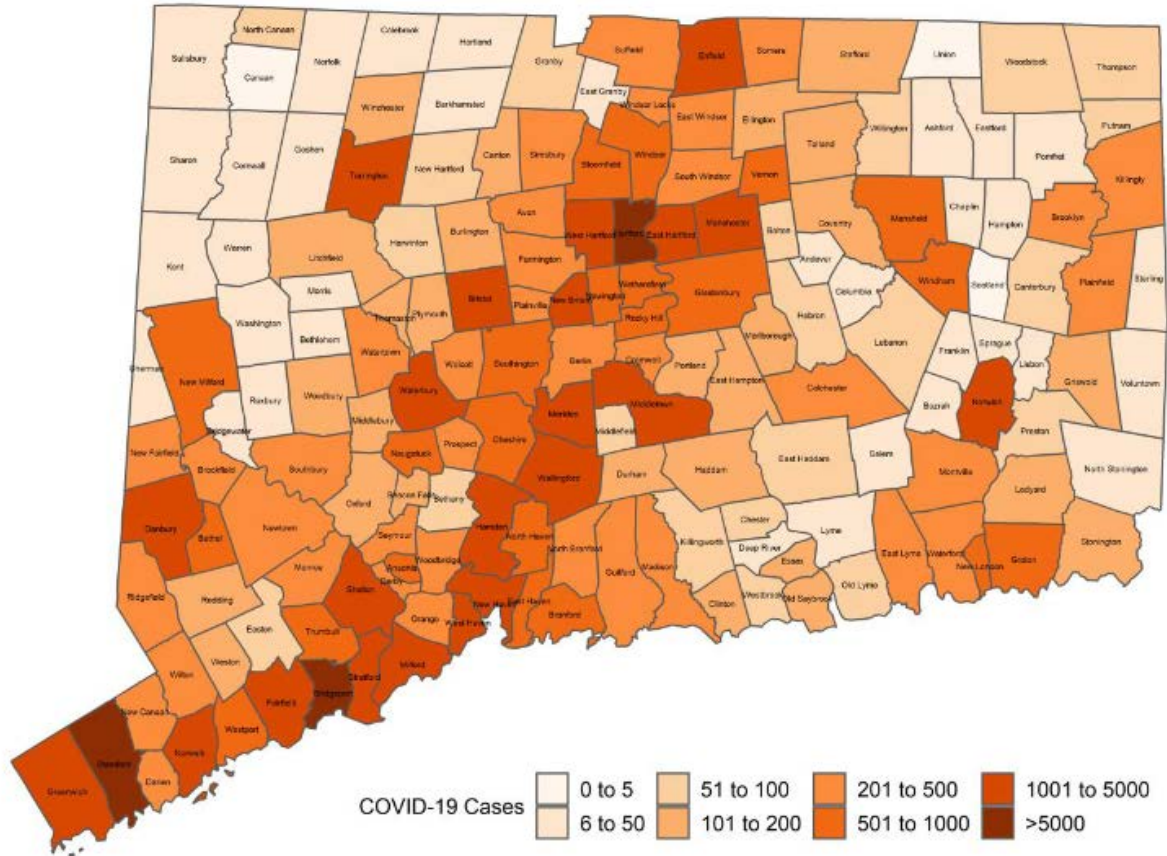 North Canaan
Colebrook
Hartland
Salisbury
Canaan
Norfolk
Granby
Suffield
Enfield
Somers
Stafford
Union
Woodstock
Thompson
East Granby
Windsor Locks
Winchester
Barkhamsted
East Windsor
Ellington
Willington
Ashford
Eastford
Putnam
Pomfret
Sharon
Cornwall
Goshen
Torrington
New Hartford
Canton
Simsbury
Bloomfield
Windsor
South Windsor
Vernon
Tolland
Killingly
Kent
Warren
Litchfield
Harwinton
Burlington
Avon
Farmington
West Hartford
Hartford
East Hartford
Manchester
Bolton
Coventry
Mansfield
Chaplin
Hampton
Brooklyn
Andover
Columbia
Windham
Scotland
Canterbury
Plainfield
Sterling
Washington
Morris
Bethlehem
Thomaston
Plymouth
Bristol
Plainville
New Britain
Newington
Wethersfield
Rocky Hill
Glastonbury
Hebron
Marlborough
Lebanon
Franklin
Sprague
Lisbon
Griswold
Voluntown
Sherman
New Milford
Roxbury
Bridgewater
Woodbury
Watertown
Wolcott
Southington
Berlin
Cromwell
Portland
East Hampton
Colchester
Bozrah
Norwich
Preston
Waterbury
Middlebury
Naugatuck
Prospect
Cheshire
Meriden
Middletown
Middlefield
New Fairfield
Brookfield
Southbury
Oxford
Beacon Falls
Bethany
Wallingford
Durham
Haddam
East Haddam
Salem
Montville
Ledyard
North Stonington
Danbury
Bethel
Newtown
Seymour
Woodbridge
Hamden
North Haven
North Branford
Guilford
Madison
Killingworth
Chester
Deep River
Essex
Lyme
East Lyme
Waterford
New London
Groton
Stonington
Ridgefield
Redding
Monroe
Ansonia
Derby
Shelton
Orange
New Haven
East Haven
West Haven
Branford
Clinton
Westbrook
Old Saybrook
Old Lyme
Easton
Trumbull
Weston
Wilton
Milford
Stratford
Bridgeport
Fairfield
Westport
Norwalk
New Canaan
Darien
Stamford
Greenwich
COVID-19 Cases
0 to 5
51 to 100
201 to 500
1001 to 5000
6 to 50
101 to 200
501 to 1000
>5000